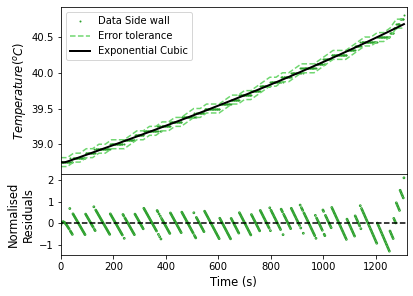 Data Side wall
Error tolerance
Exponential Cubic
Temperature(°C)
40.5
40.0
39.5
39.0
Normalised
Residuals
2
1
0
−1
0
200
400
600
800
1000
1200
Time (s)